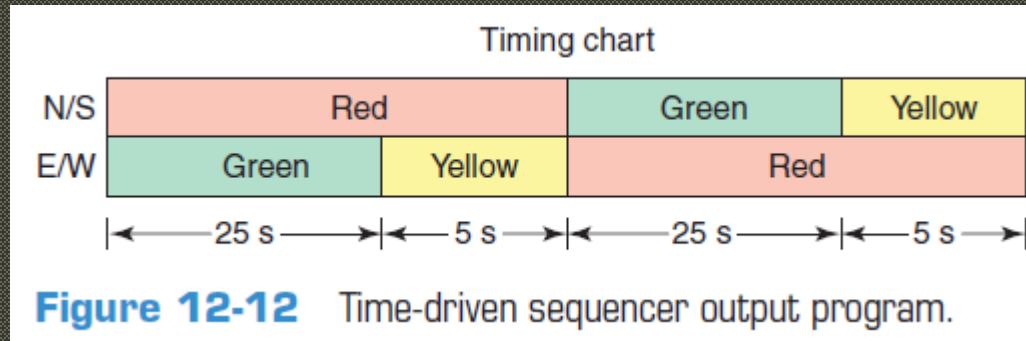 Timing chart
N/S Red Green Yellow
E/W Green Yellow Red
25 s 5 s 25 s 5 s
Figure 12-12 Time-driven sequencer output program.